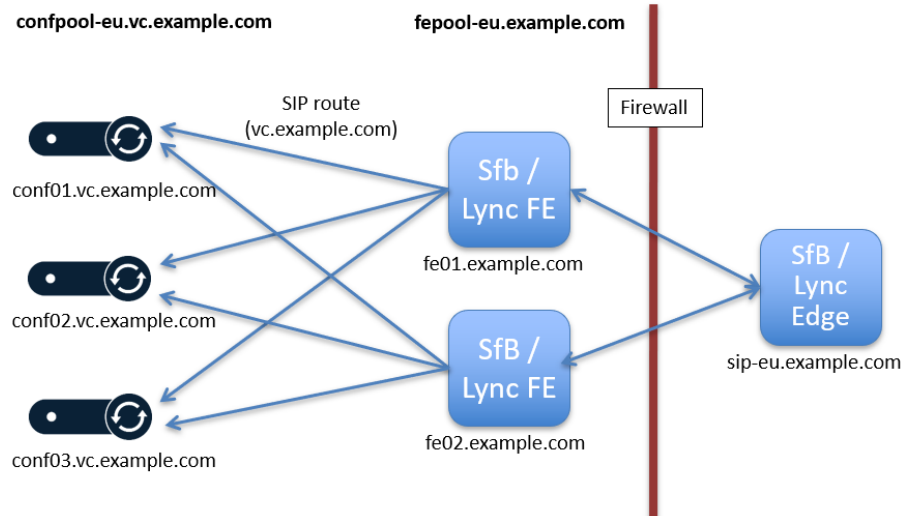 confpool-eu.vc.example.com
fepool-eu.example.com
SIP route
(vc.example.com)
Firewall
conf01.vc.example.com
Sfb /
Lync FE
fe01.example.com
conf02.vc.example.com
SfB /
Lync
Edge
sip-eu.example.com
SfB /
Lync FE
fe02.example.com
conf03.vc.example.com